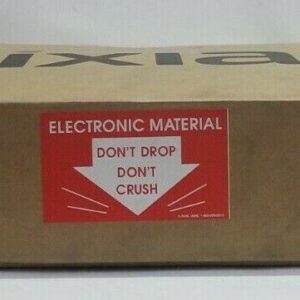 ixia
ELECTRONIC MATERIAL
DON'T DROP
DON'T
CRUSH